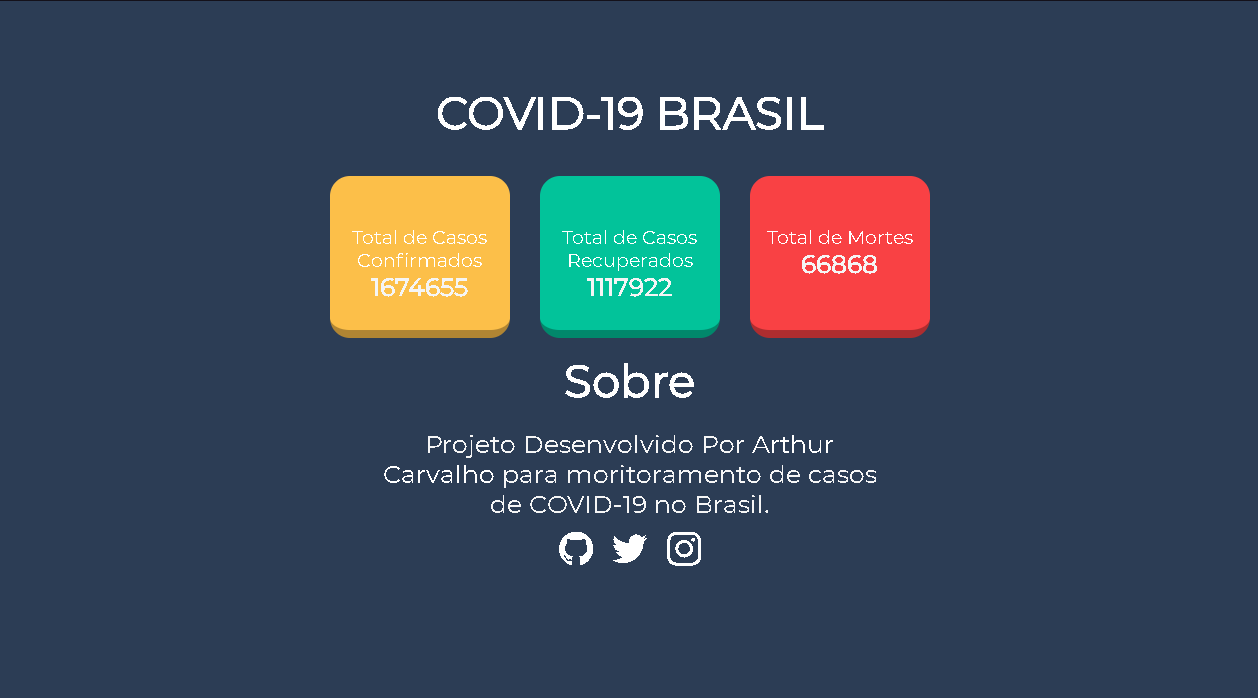 COVID-19 BRASIL
Total de Casos
Confirmados
1674655
Total de Casos
Recuperados
1117922
Total de Mortes
66868
Sobre
Projeto Desenvolvido Por Arthur
Carvalho para moritoramento de casos
de COVID-19 no Brasil.